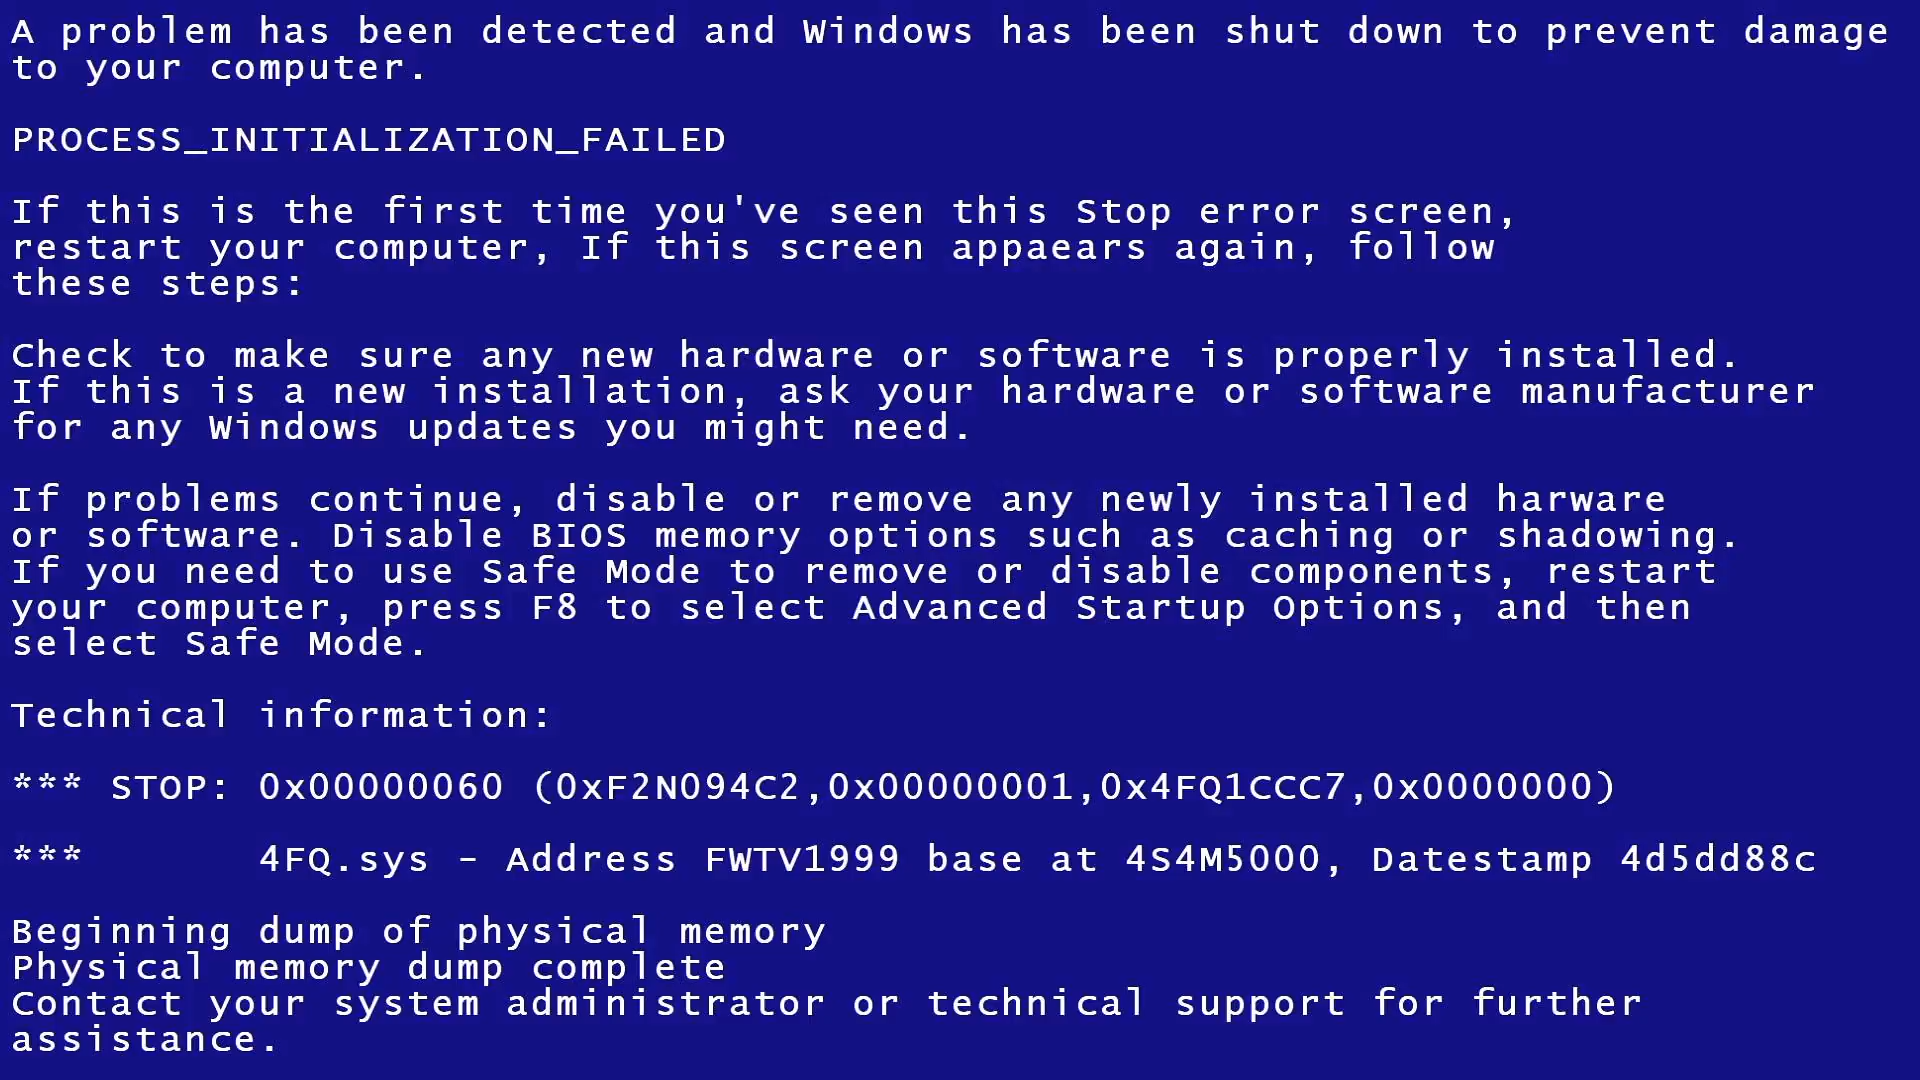 A problem has been detected and Windows has been shut down to prevent damage
to your computer.
PROCESS_INITIALIZATION_FAILED
If this is the first time you've seen this Stop error screen,
restart your computer, If this screen appaears again, follow
these steps:
Check to make sure any new hardware or software is properly installed.
If this is a new installation, ask your hardware or software manufacturer
for any Windows updates you might need.
If problems continue, disable or remove any newly installed harware
or software. Disable BIOS memory options such as caching or shadowing.
If you need to use Safe Mode to remove or disable components, restart
your computer, press F8 to select Advanced Startup Options, and then
select Safe Mode.
Technical information:
*** STOP: 0x00000060 (0xF2N094C2,0x00000001,0x4FQ1CCC7,0x0000000)
*** 4FQ.sys - Address FWTV1999 base at 4S4M5000, Datestamp 4d5dd88c
Beginning dump of physical memory
Physical memory dump complete
Contact your system administrator or technical support for further
assistance.